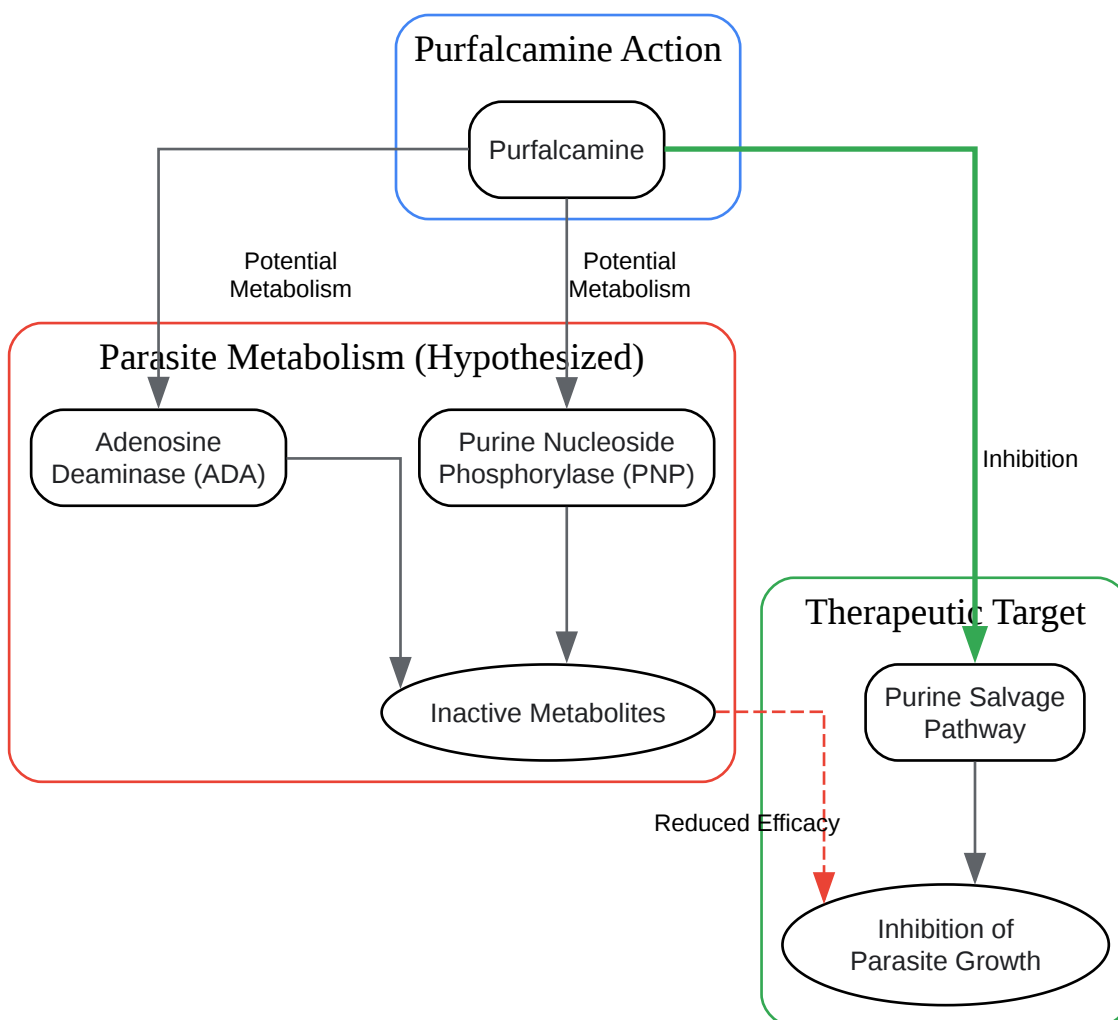 Purfalcamine Action
Purfalcamine
Potential
Metabolism
Potential
Metabolism
Parasite Metabolism (Hypothesized)
Adenosine
Deaminase (ADA)
Purine Nucleoside
Phosphorylase (PNP)
Inhibition
Therapeutic Target
Inactive Metabolites
Purine Salvage
Pathway
Reduced Efficacy
Inhibition of
Parasite Growth